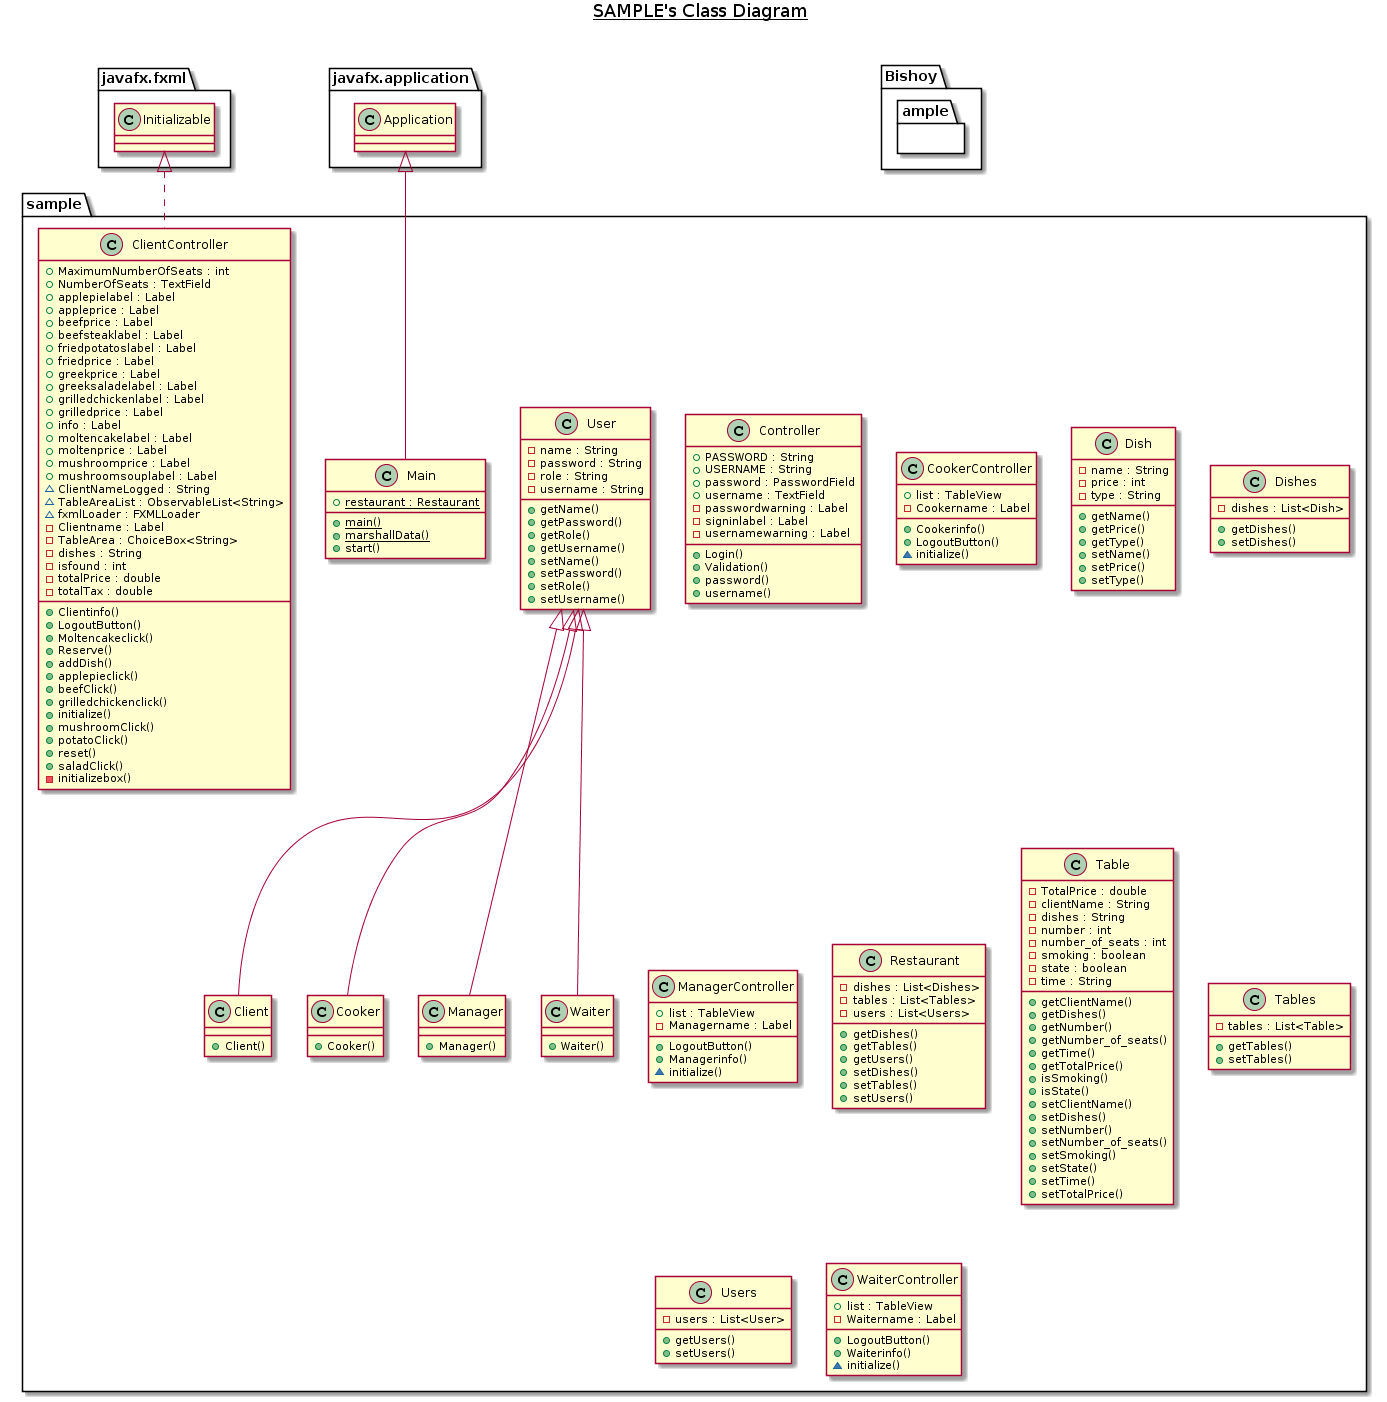 SAMPLE's Class Diagram
javafx.fxml
C Initializable
javafx.application
C Application
Bishoy
ample
sample
C ClientController
MaximumNumberOfSeats : int
NumberOfSeats : TextField
applepielabel : Label
appleprice : Label
beefprice : Label
beefsteaklabel : Label
friedpotatoslabel : Label
friedprice : Label
greekprice : Label
greeksaladelabel : Label
grilledchickenlabel : Label
grilledprice : Label
info : Label
moltencakelabel : Label
moltenprice : Label
mushroomprice : Label
mushroomsouplabel : Label
ClientNameLogged : String
TableAreaList : ObservableList<String>
fxmlLoader : FXMLLoader
Clientname : Label
TableArea : ChoiceBox<String>
dishes : String
isfound : int
totalPrice : double
totalTax : double
Clientinfo()
LogoutButton()
Moltencakeclick()
Reserve()
addDish()
applepieclick()
beefClick()
grilledchickenclick()
initialize()
mushroomClick()
potatoClick()
reset()
saladClick()
initializebox()
C Main
restaurant : Restaurant
main()
marshallData()
start()
C User
name : String
password : String
role : String
username : String
getName()
getPassword()
getRole()
getUsername()
setName()
setPassword()
setRole()
setUsername()
C Controller
PASSWORD : String
USERNAME : String
password : PasswordField
username : TextField
passwordwarning : Label
signinlabel : Label
usernamewarning : Label
Login()
Validation()
password()
username()
C CookerController
list : TableView
Cookername : Label
Cookerinfo()
LogoutButton()
initialize()
C Dish
name : String
price : int
type : String
getName()
getPrice()
getType()
setName()
setPrice()
setType()
C Dishes
dishes : List<Dish>
getDishes()
setDishes()
C Client
Client()
C Cooker
Cooker()
C Manager
Manager()
C Waiter
Waiter()
C ManagerController
list : TableView
Managername : Label
LogoutButton()
Managerinfo()
initialize()
C Restaurant
dishes : List<Dishes>
tables : List<Tables>
users : List<Users>
getDishes()
getTables()
getUsers()
setDishes()
setTables()
setUsers()
C Table
TotalPrice : double
clientName : String
dishes : String
number : int
number_of_seats : int
smoking : boolean
state : boolean
time : String
getClientName()
getDishes()
getNumber()
getNumber_of_seats()
getTime()
getTotalPrice()
isSmoking()
isState()
setClientName()
setDishes()
setNumber()
setNumber_of_seats()
setSmoking()
setState()
setTime()
setTotalPrice()
C Tables
tables : List<Table>
getTables()
setTables()
C Users
users : List<User>
getUsers()
setUsers()
C WaiterController
list : TableView
Waitername : Label
LogoutButton()
Waiterinfo()
initialize()